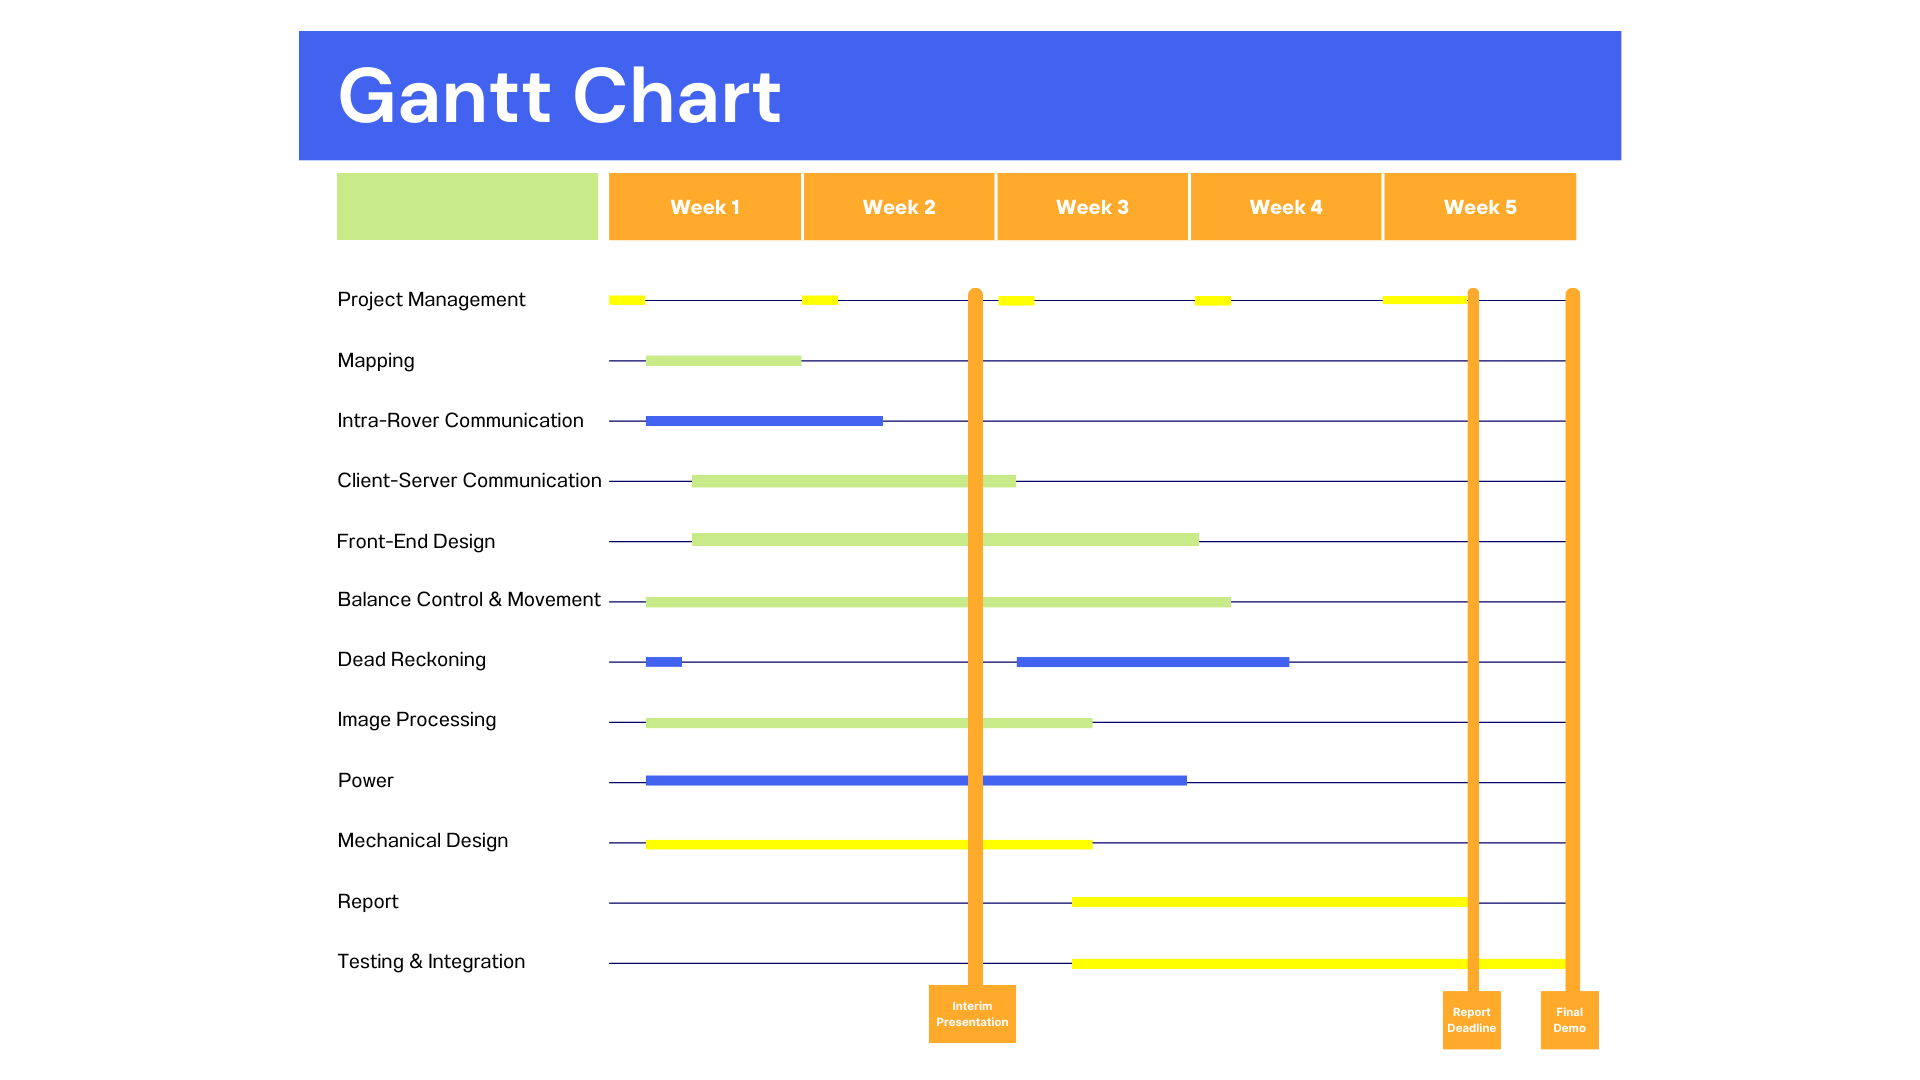 Gantt Chart
Week 1 Week 2 Week 3 Week 4 Week 5
Project Management
Mapping
Intra-Rover Communication
Client-Server Communication
Front-End Design
Balance Control & Movement
Dead Reckoning
Image Processing
Power
Mechanical Design
Report
Testing & Integration
Interim
Presentation
Report
Deadline
Final
Demo